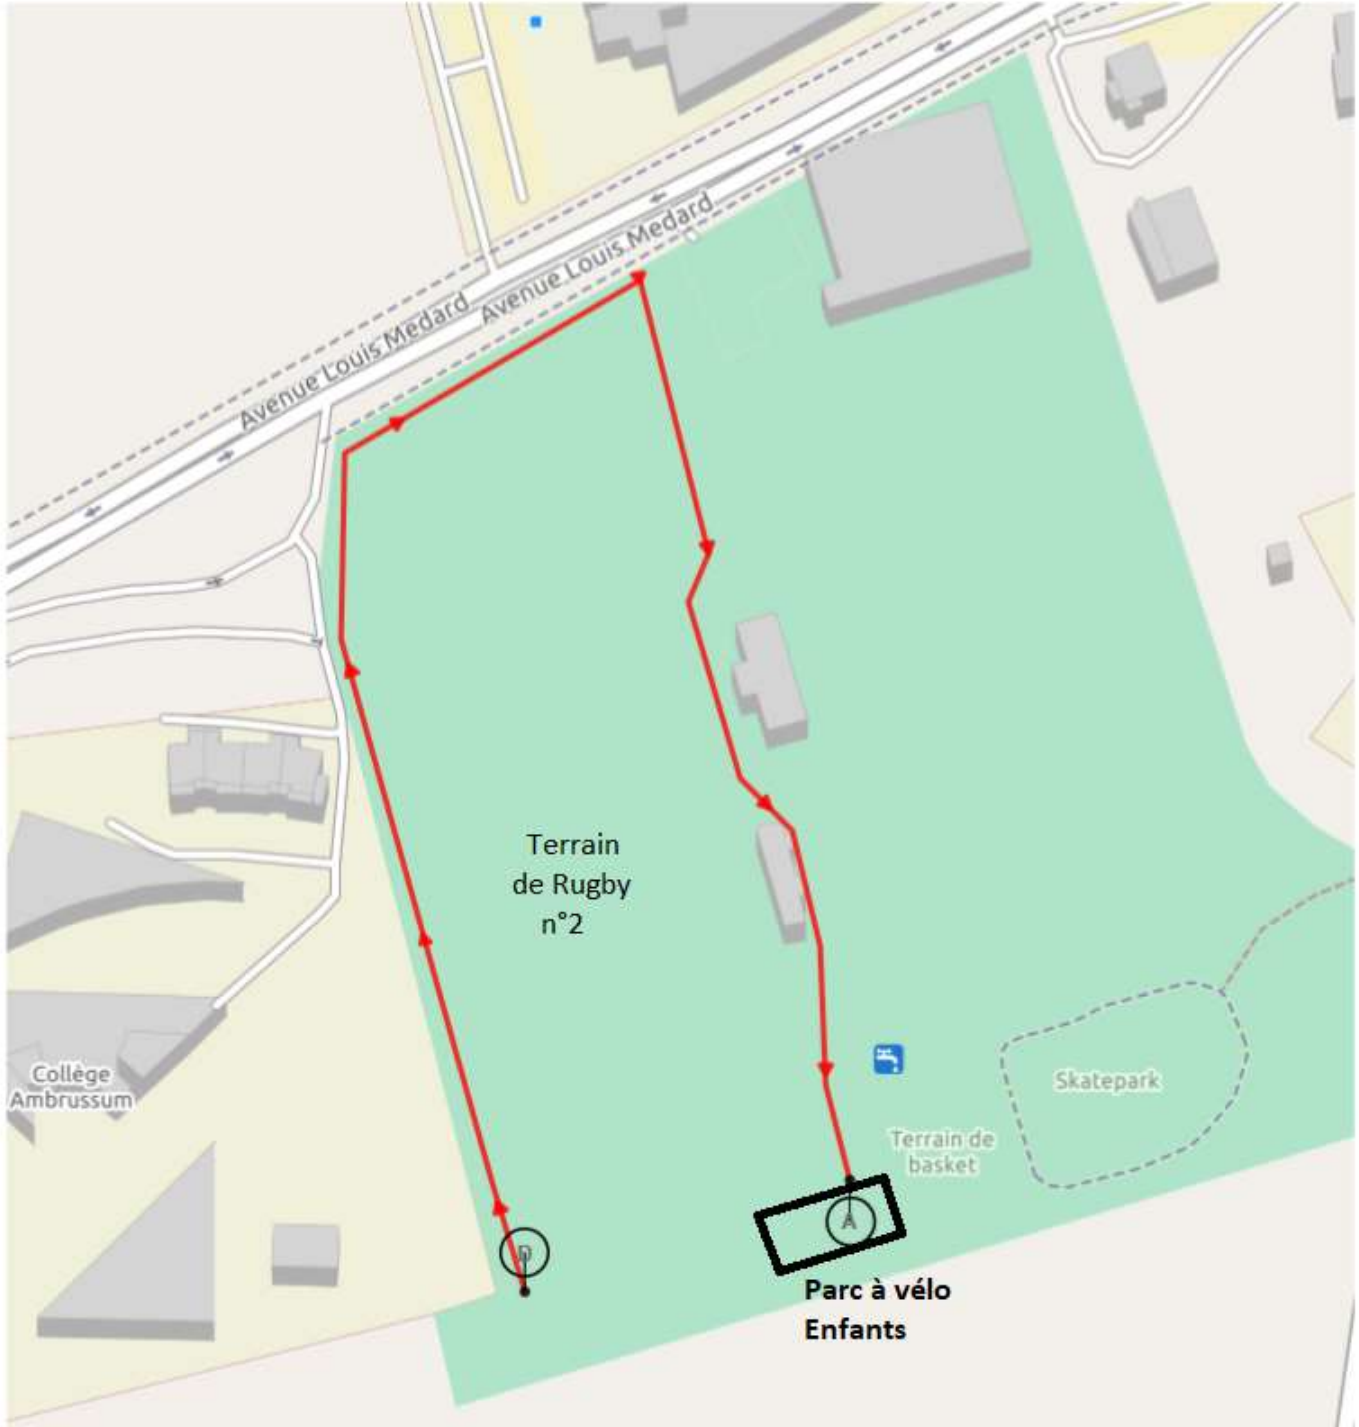 Avenue Louis Medard
Avenue Louis Medard
Terrain
de Rugby
n°2
Collège
Ambrussum
Skatepark
Terrain de
basket
D
A
Parc à vélo
Enfants